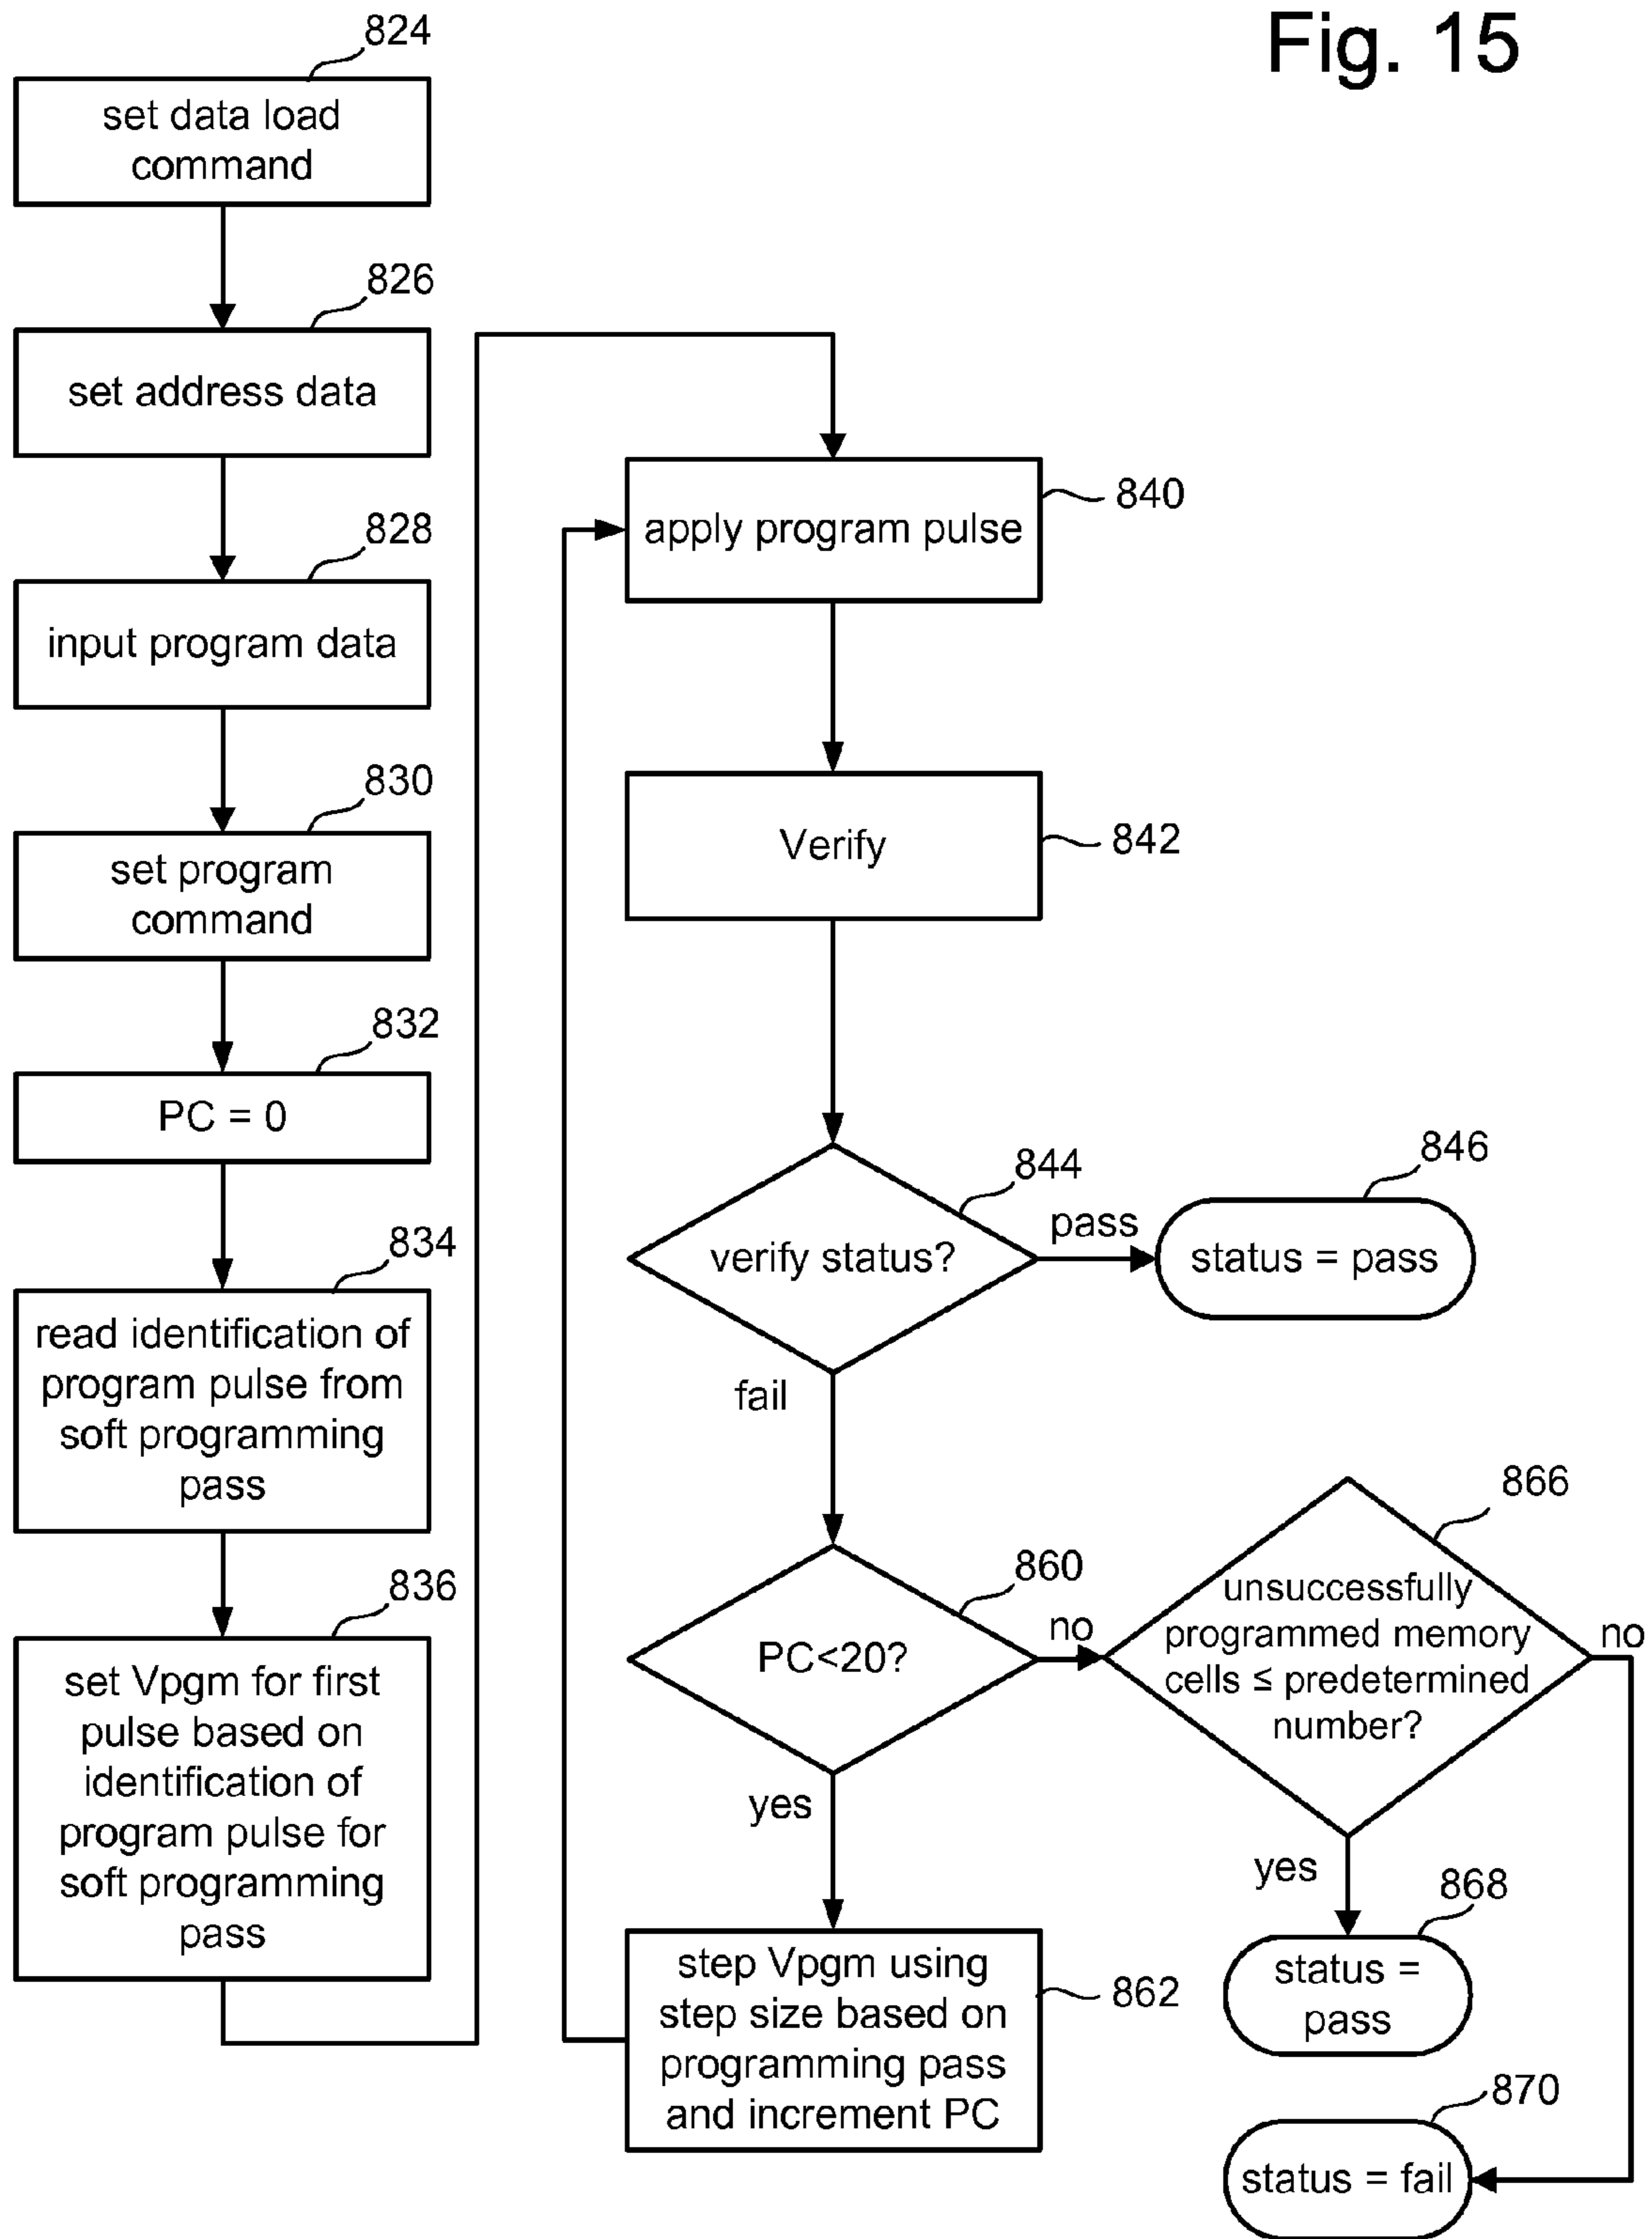 Fig. 15
824
set data load
command
826
set address data
828
input program data
830
set program
command
832
PC = 0
834
read identification of
program pulse from
soft programming
pass
836
set Vpgm for first
pulse based on
identification of
program pulse for
soft programming
pass
840
apply program pulse
842
Verify
844
verify status?
pass
846
status = pass
fail
860
PC<20?
no
866
unsuccessfully
programmed memory
cells ≤ predetermined
number?
no
yes
yes
868
status =
pass
862
step Vpgm using
step size based on
programming pass
and increment PC
870
status = fail